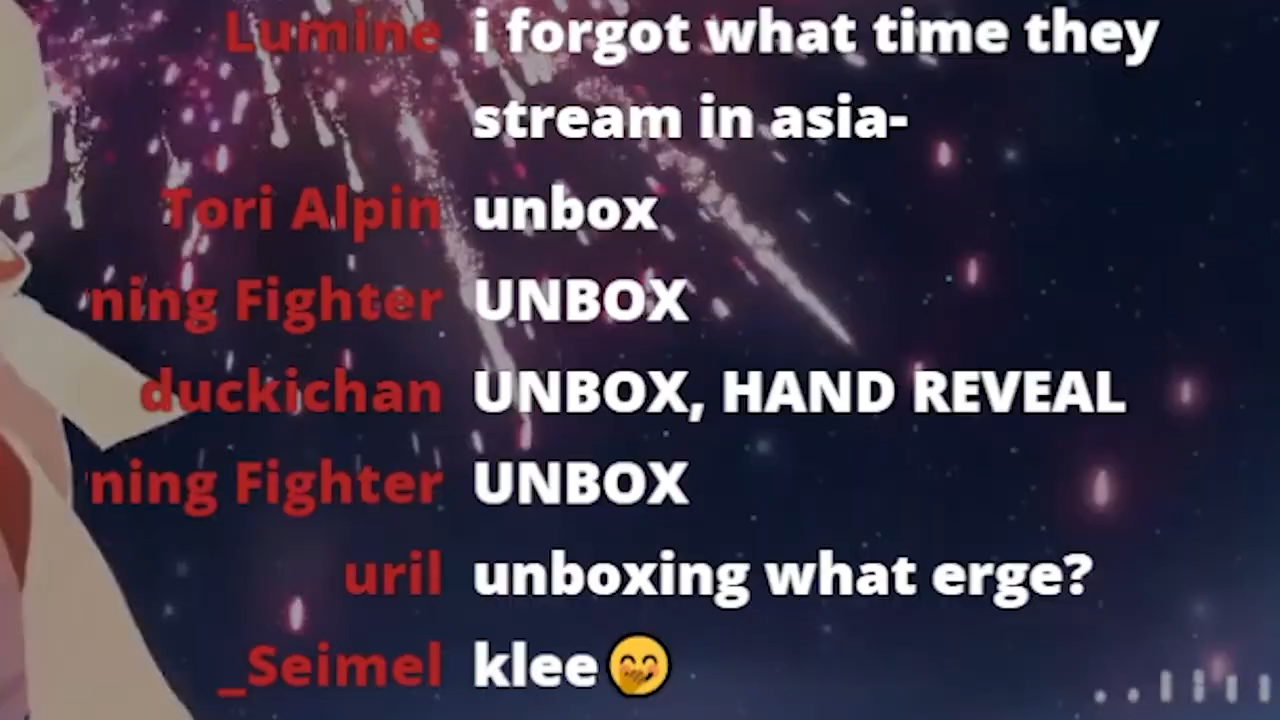 Lumine i forgot what time they
stream in asia-
Tori Alpin unbox
ning Fighter UNBOX
duckichan UNBOX, HAND REVEAL
ning Fighter UNBOX
uril unboxing what erge?
_Seimel klee🤭